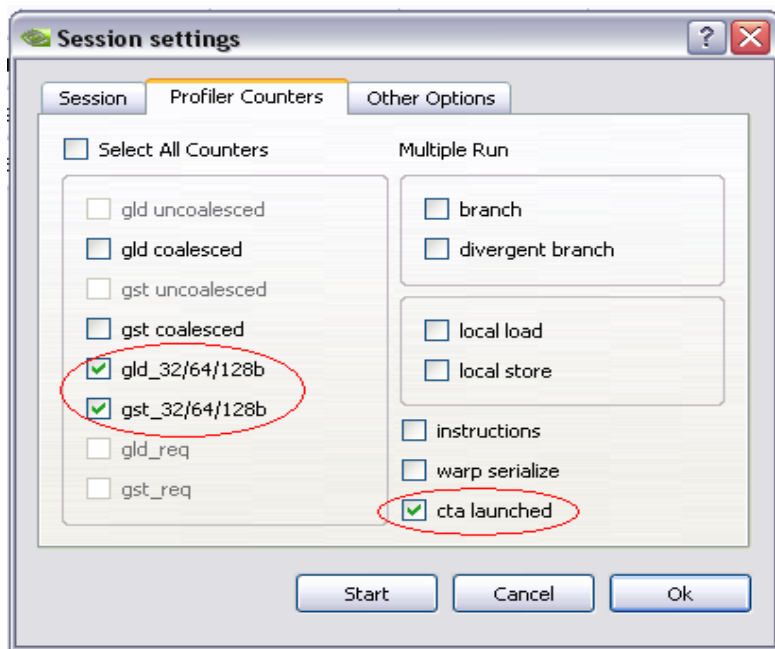 Session settings
Session
Profiler Counters
Other Options
Select All Counters
Multiple Run
gld uncoalesced
gld coalesced
gst uncoalesced
gst coalesced
gld_32/64/128b
gst_32/64/128b
gld_req
gst_req
branch
divergent branch
local load
local store
instructions
warp serialize
cta launched
Start
Cancel
Ok